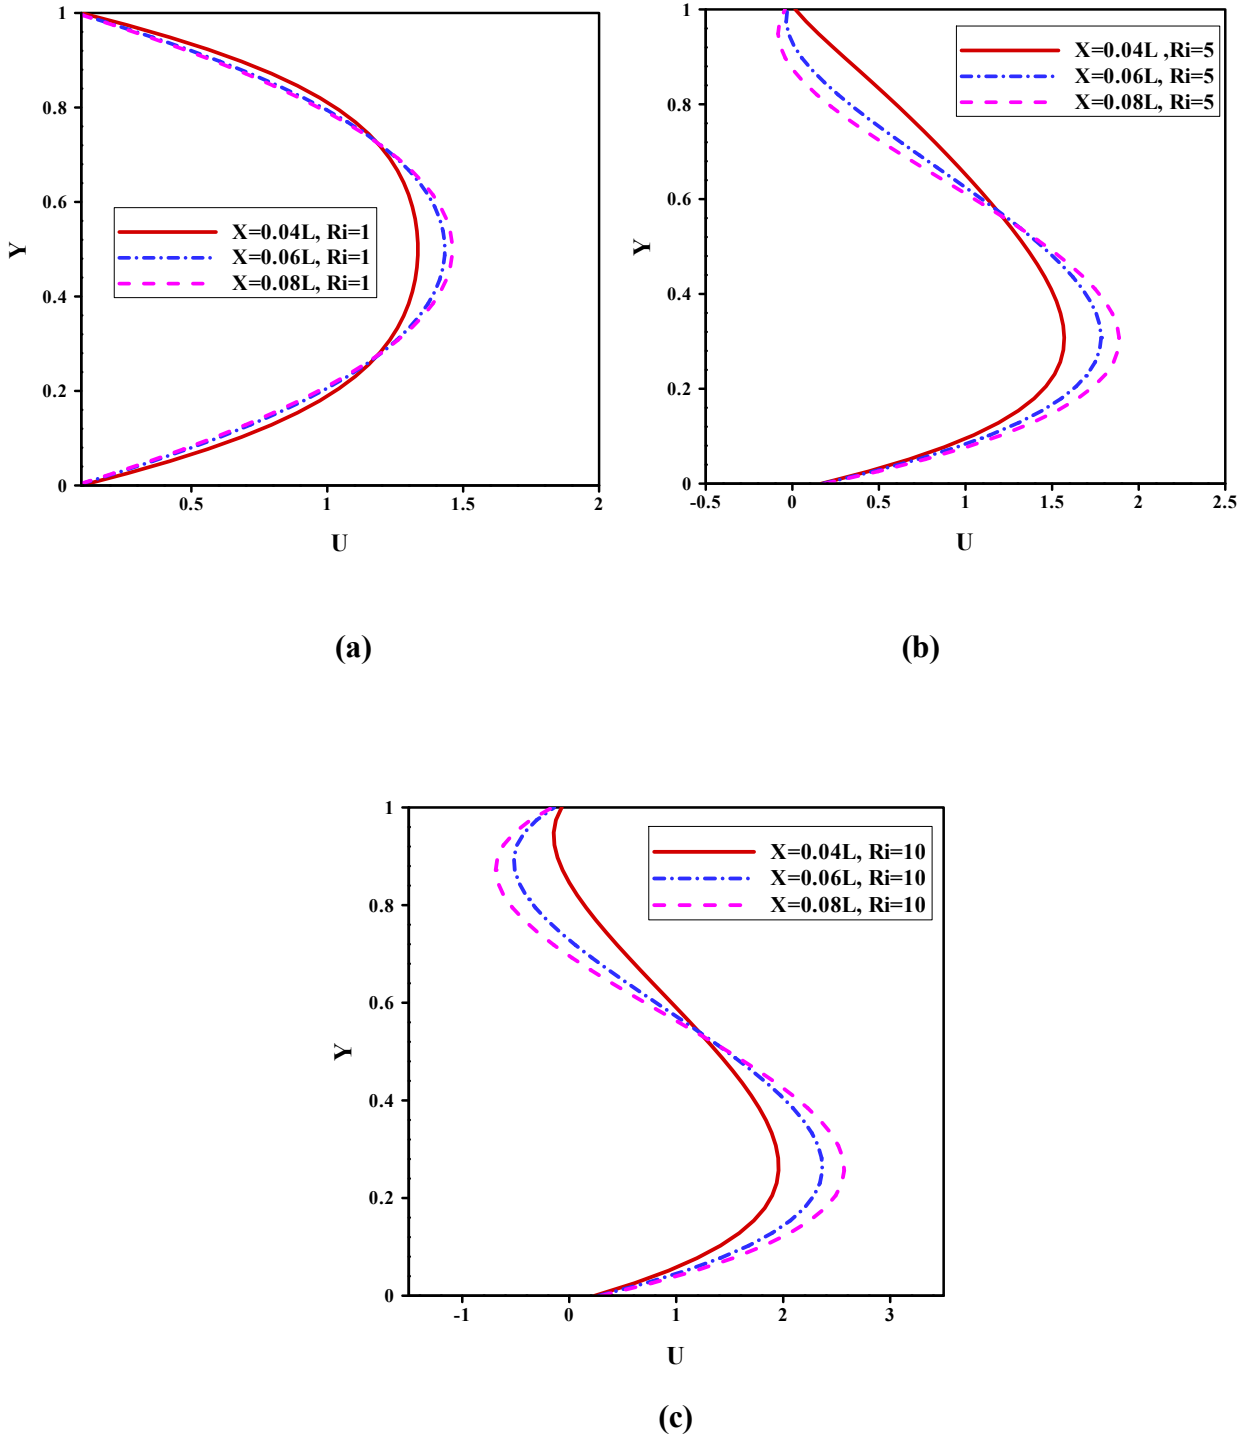 1
0.8
0.6
0.4
0.2
0
Y
X=0.04L, Ri=1
X=0.06L, Ri=1
X=0.08L, Ri=1
0.5 1 1.5 2
U
(a)
1
0.8
0.6
0.4
0.2
0
Y
X=0.04L ,Ri=5
X=0.06L, Ri=5
X=0.08L, Ri=5
-0.5 0 0.5 1 1.5 2 2.5
U
(b)
1
0.8
0.6
0.4
0.2
0
Y
X=0.04L, Ri=10
X=0.06L, Ri=10
X=0.08L, Ri=10
-1 0 1 2 3
U
(c)